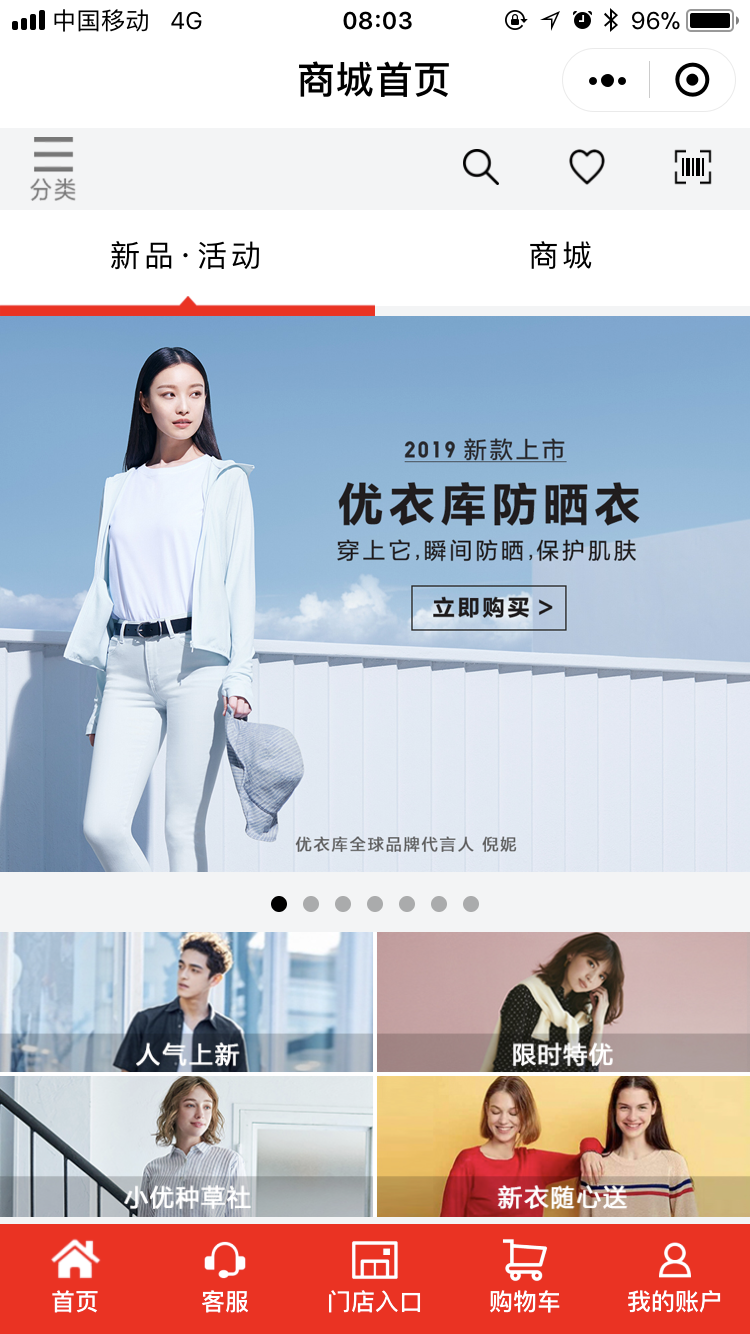 中国移动 4G 08:03 96%
商城首页
分类
新品·活动 商城
2019 新款上市
优衣库防晒衣
穿上它,瞬间防晒,保护肌肤
立即购买 >
优衣库全球品牌代言人 倪妮
人气上新 限时特优
小优种草社 新衣随心送
首页 客服 门店入口 购物车 我的账户